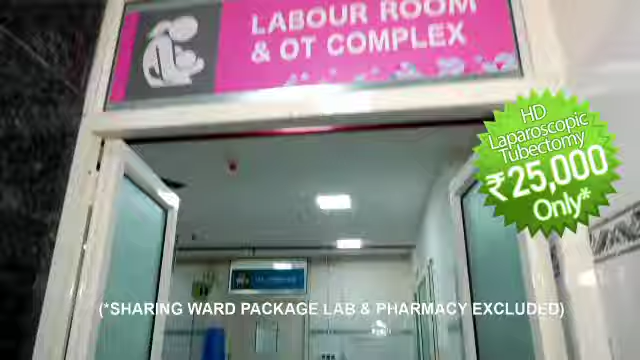 LABOUR ROOM
& OT COMPLEX
HD
Laparoscopic
Tubectomy
₹25,000
Only*
(*SHARING WARD PACKAGE LAB & PHARMACY EXCLUDED)